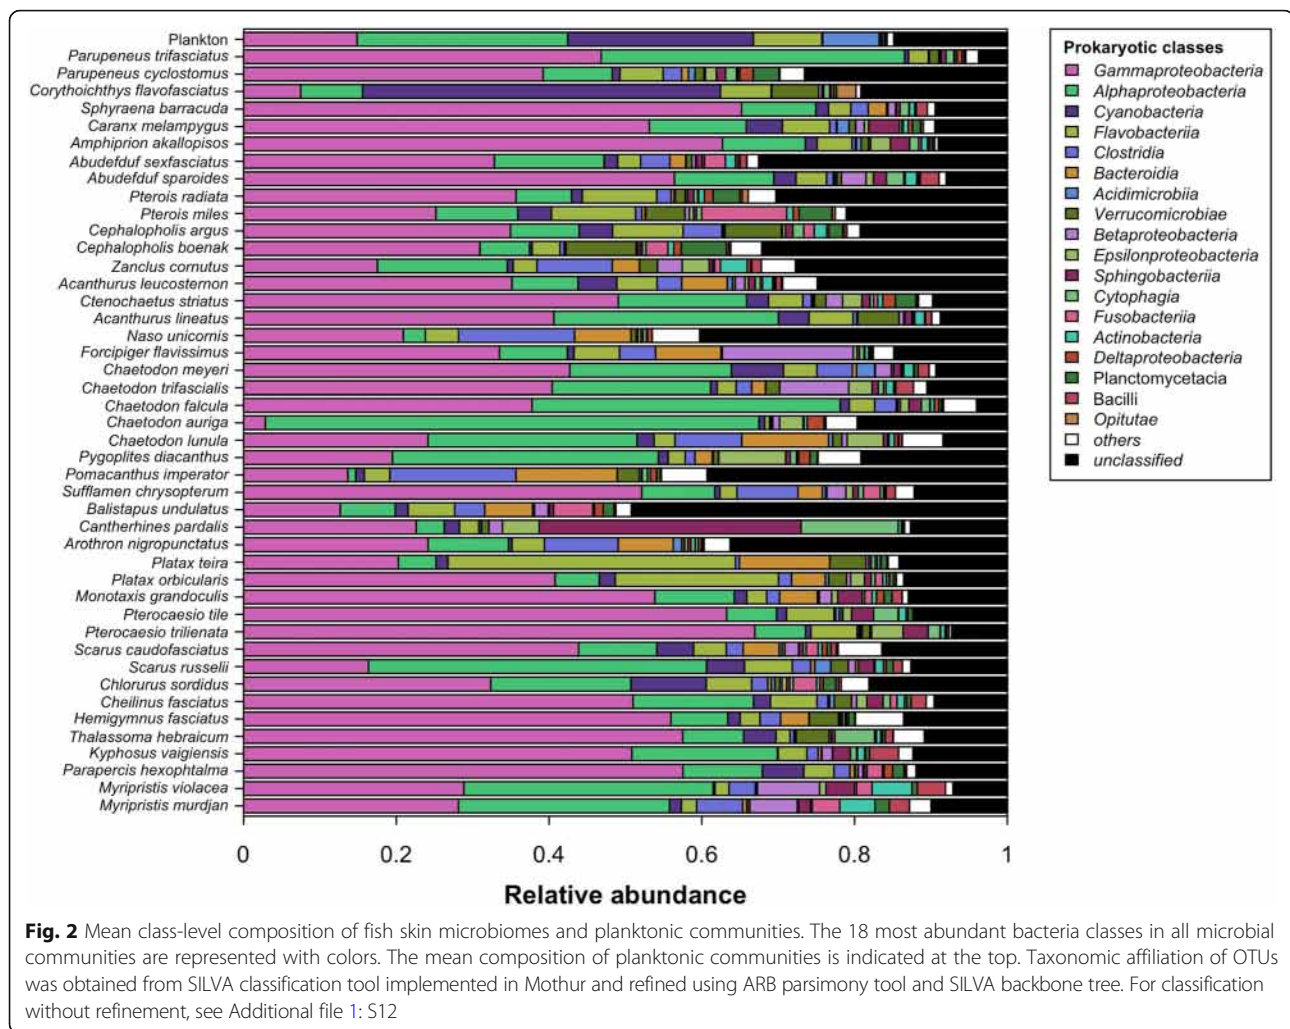 Plankton
Parupeneus trifasciatus
Parupeneus cyclostomus
Corythoichthys flavofasciatus
Sphyraena barracuda
Caranx melampygus
Amphiprion akallopisos
Abudefduf sexfasciatus
Abudefduf sparoides
Pterois radiata
Pterois miles
Cephalopholis argus
Cephalopholis boenak
Zanclus cornutus
Acanthurus leucosternon
Ctenochaetus striatus
Acanthurus lineatus
Naso unicornis
Forcipiger flavissimus
Chaetodon meyeri
Chaetodon trifascialis
Chaetodon falcula
Chaetodon auriga
Chaetodon lunula
Pygoplites diacanthus
Pomacanthus imperator
Sufflamen chrysopterum
Balistapus undulatus
Cantherhines pardalis
Arothron nigropunctatus
Platax teira
Platax orbicularis
Monotaxis grandoculis
Pterocaesio tile
Pterocaesio trilienata
Scarus caudofasciatus
Scarus russelii
Chlorurus sordidus
Cheilinus fasciatus
Hemigymnus fasciatus
Thalassoma hebraicum
Kyphosus vaigiensis
Parapercis hexophtalma
Myripristis violacea
Myripristis murdjan
0 0.2 0.4 0.6 0.8 1
Relative abundance
Prokaryotic classes
Gammaproteobacteria
Alphaproteobacteria
Cyanobacteria
Flavobacteriia
Clostridia
Bacteroidia
Acidimicrobiia
Verrucomicrobiae
Betaproteobacteria
Epsilonproteobacteria
Sphingobacteriia
Cytophagia
Fusobacteriia
Actinobacteria
Deltaproteobacteria
Planctomycetacia
Bacilli
Opitutae
others
unclassified
Fig. 2 Mean class-level composition of fish skin microbiomes and planktonic communities. The 18 most abundant bacteria classes in all microbial
communities are represented with colors. The mean composition of planktonic communities is indicated at the top. Taxonomic affiliation of OTUs
was obtained from SILVA classification tool implemented in Mothur and refined using ARB parsimony tool and SILVA backbone tree. For classification
without refinement, see Additional file 1: S12